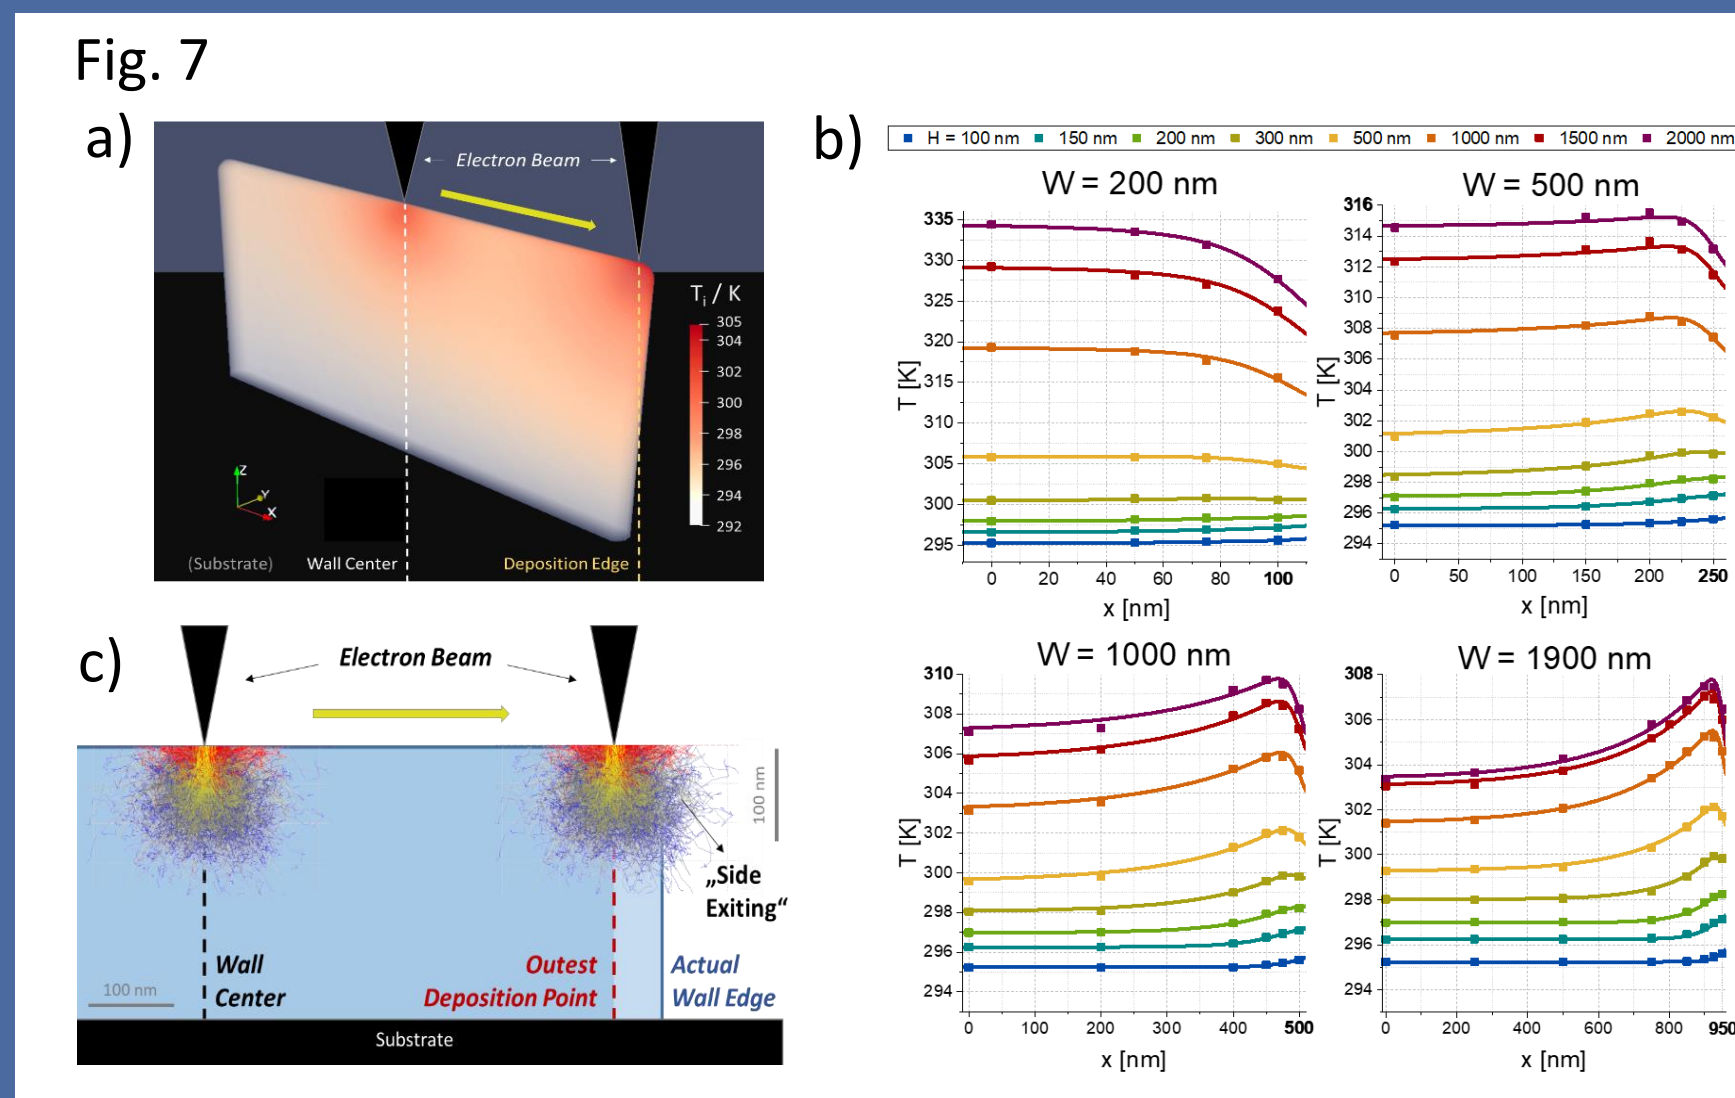 Fig. 7
a)
Electron Beam
T_i / K
305
304
302
300
298
296
294
292
Z
Y
X
(Substrate)
Wall Center
Deposition Edge
b)
H = 100 nm 150 nm 200 nm 300 nm 500 nm 1000 nm 1500 nm 2000 nm
W = 200 nm
T [K]
335
330
325
320
315
310
305
300
295
0 20 40 60 80 100
x [nm]
W = 500 nm
T [K]
316
314
312
310
308
306
304
302
300
298
296
294
0 50 100 150 200 250
x [nm]
W = 1000 nm
T [K]
310
308
306
304
302
300
298
296
294
0 100 200 300 400 500
x [nm]
W = 1900 nm
T [K]
308
306
304
302
300
298
296
294
0 200 400 600 800 950
x [nm]
c)
Electron Beam
100 nm
„Side
Exiting“
Wall
Center
Outest
Deposition Point
Actual
Wall Edge
100 nm
Substrate